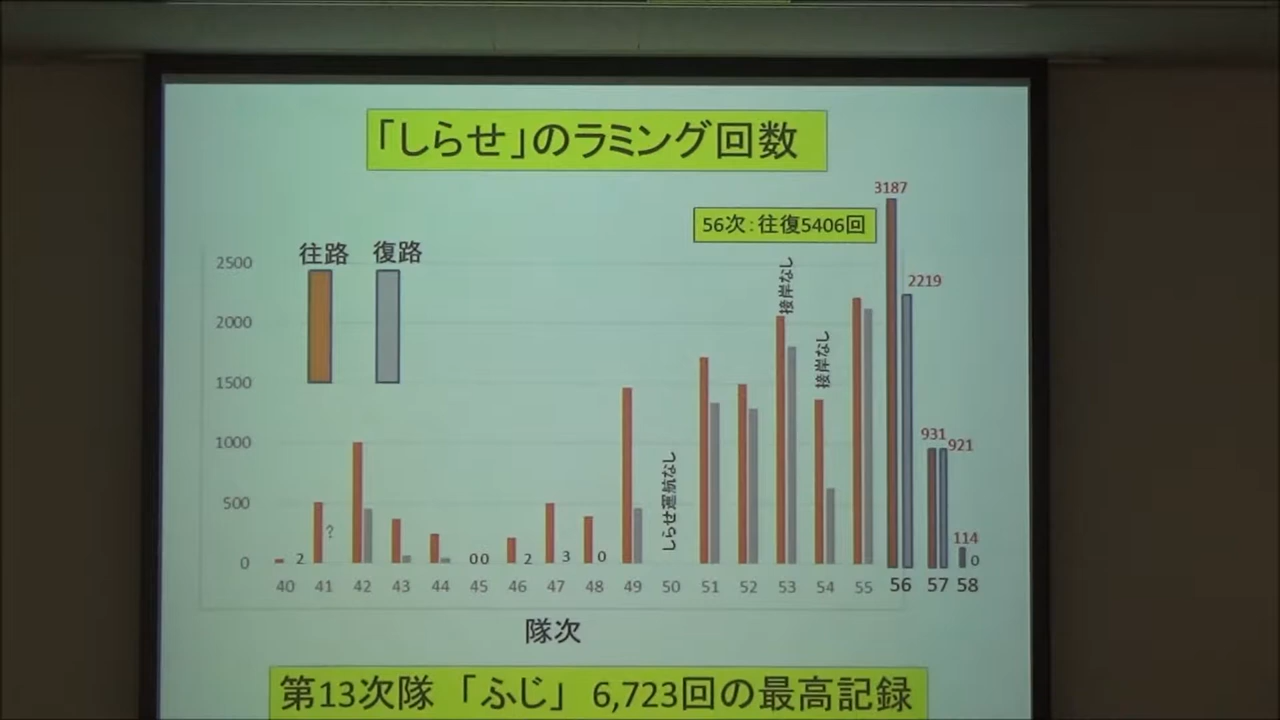 「しらせ」のラミング回数
3187
56次：往復5406回
往路 復路
2500
2000
1500
1000
500
0
接岸なし
接岸なし
しらせ運航なし
2219
931
921
114
0
2
?
0 0
2
3
0
40 41 42 43 44 45 46 47 48 49 50 51 52 53 54 55 56 57 58
隊次
第13次隊 「ふじ」 6,723回の最高記録